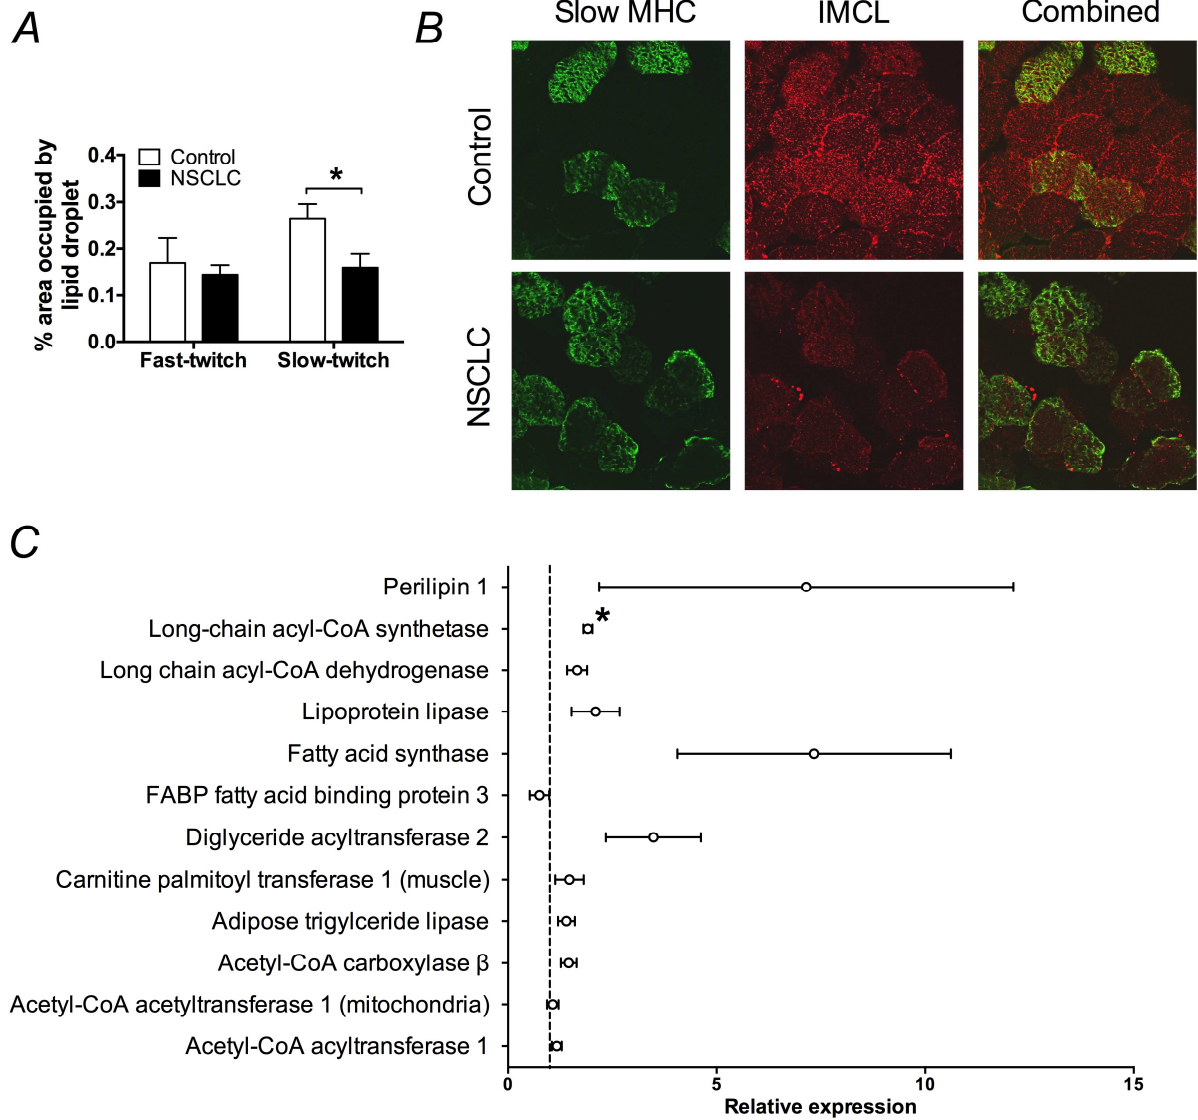 A
% area occupied by
lipid droplet
0.4
0.3
0.2
0.1
0.0
Control
NSCLC
*
Fast-twitch
Slow-twitch
B
Slow MHC
IMCL
Combined
Control
NSCLC
C
Perilipin 1
Long-chain acyl-CoA synthetase
*
Long chain acyl-CoA dehydrogenase
Lipoprotein lipase
Fatty acid synthase
FABP fatty acid binding protein 3
Diglyceride acyltransferase 2
Carnitine palmitoyl transferase 1 (muscle)
Adipose trigylceride lipase
Acetyl-CoA carboxylase β
Acetyl-CoA acetyltransferase 1 (mitochondria)
Acetyl-CoA acyltransferase 1
0
5
10
15
Relative expression